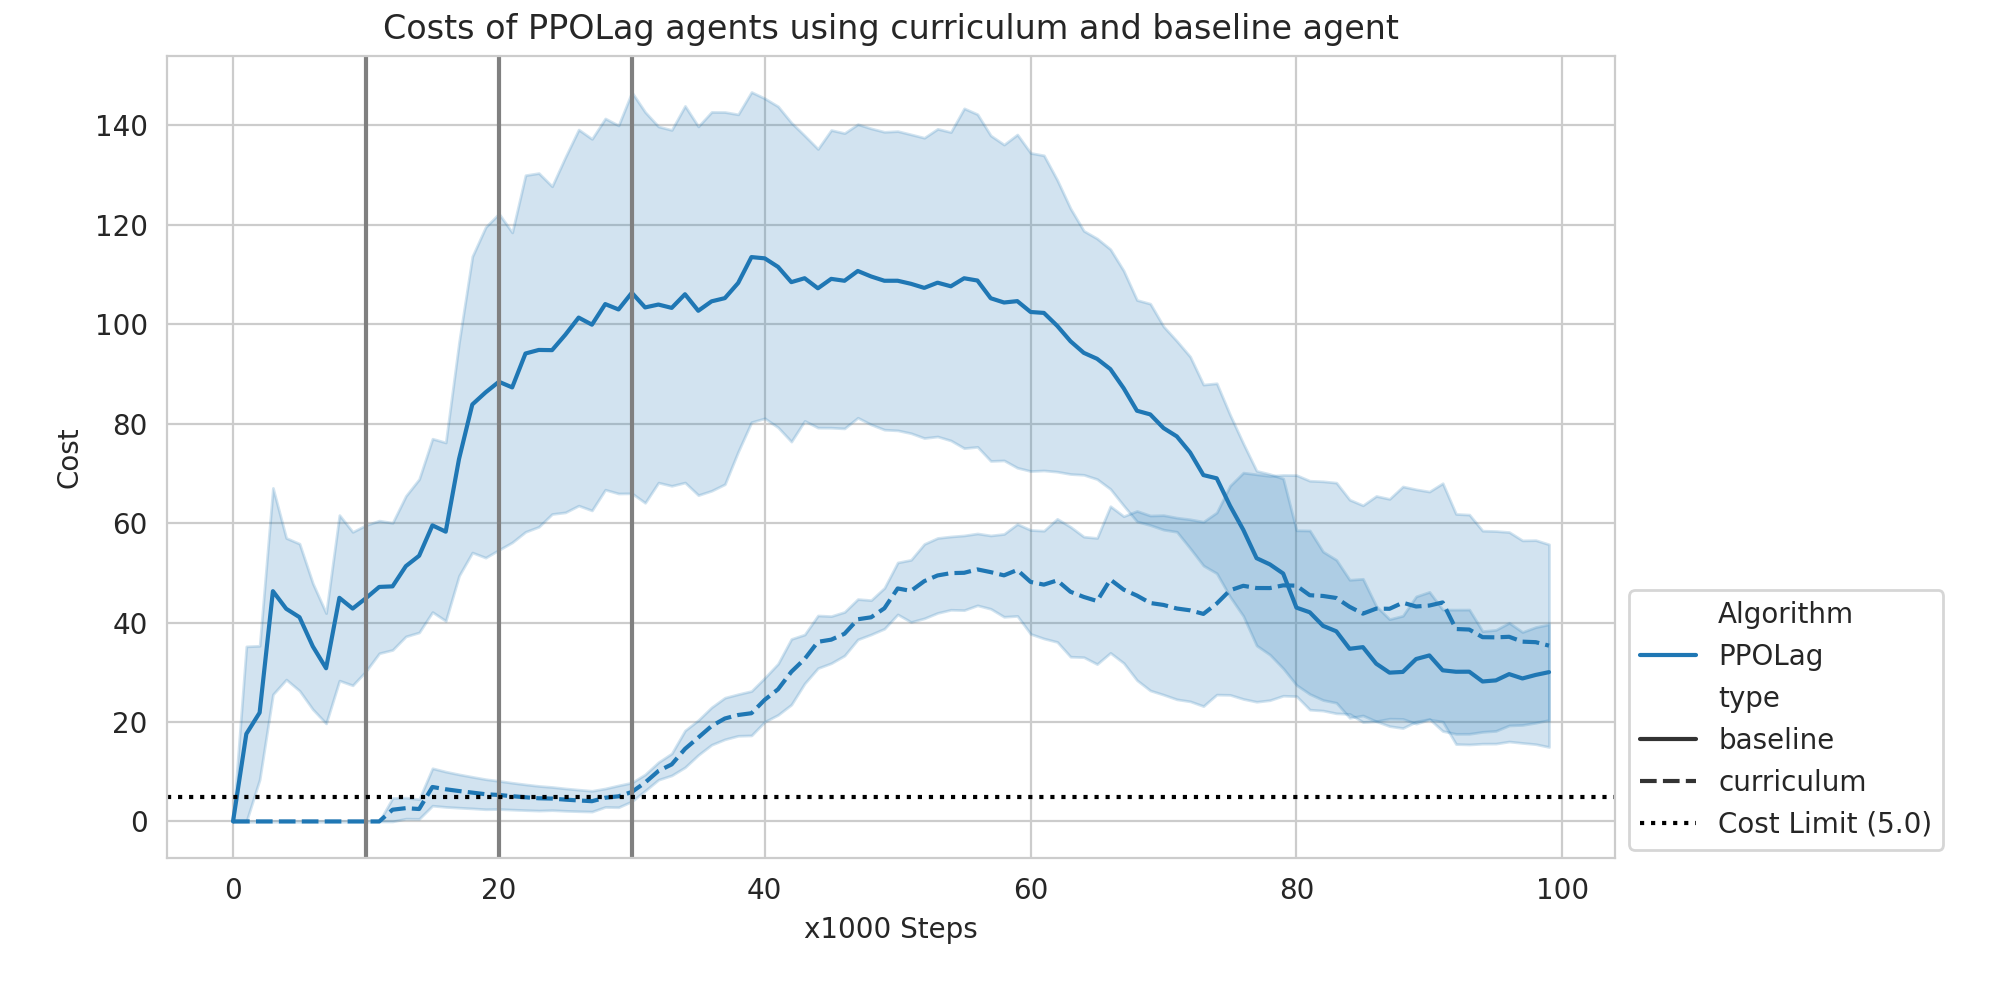 Costs of PPOLag agents using curriculum and baseline agent
140
120
100
80
60
40
20
0
Cost
0 20 40 60 80 100
x1000 Steps
Algorithm
PPOLag
type
baseline
curriculum
Cost Limit (5.0)